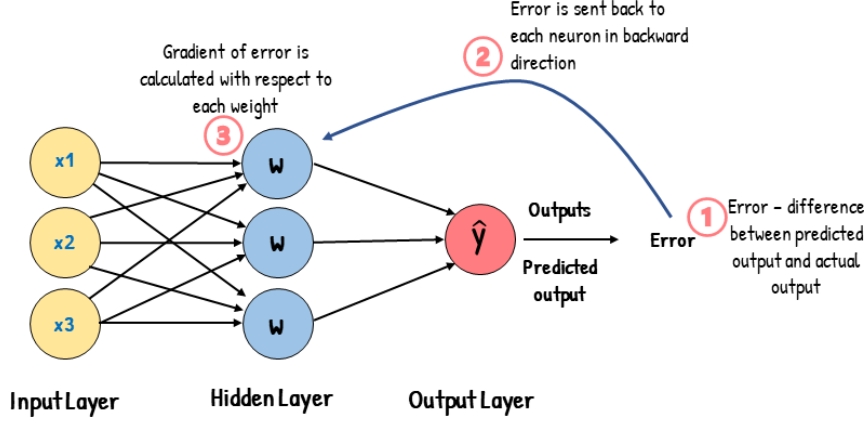 Error is sent back to
each neuron in backward
direction
2
Gradient of error is
calculated with respect to
each weight
3
x1
w
x2
w
x3
w
ŷ
Outputs
Predicted
output
Error
1
Error - difference
between predicted
output and actual
output
Input Layer
Hidden Layer
Output Layer